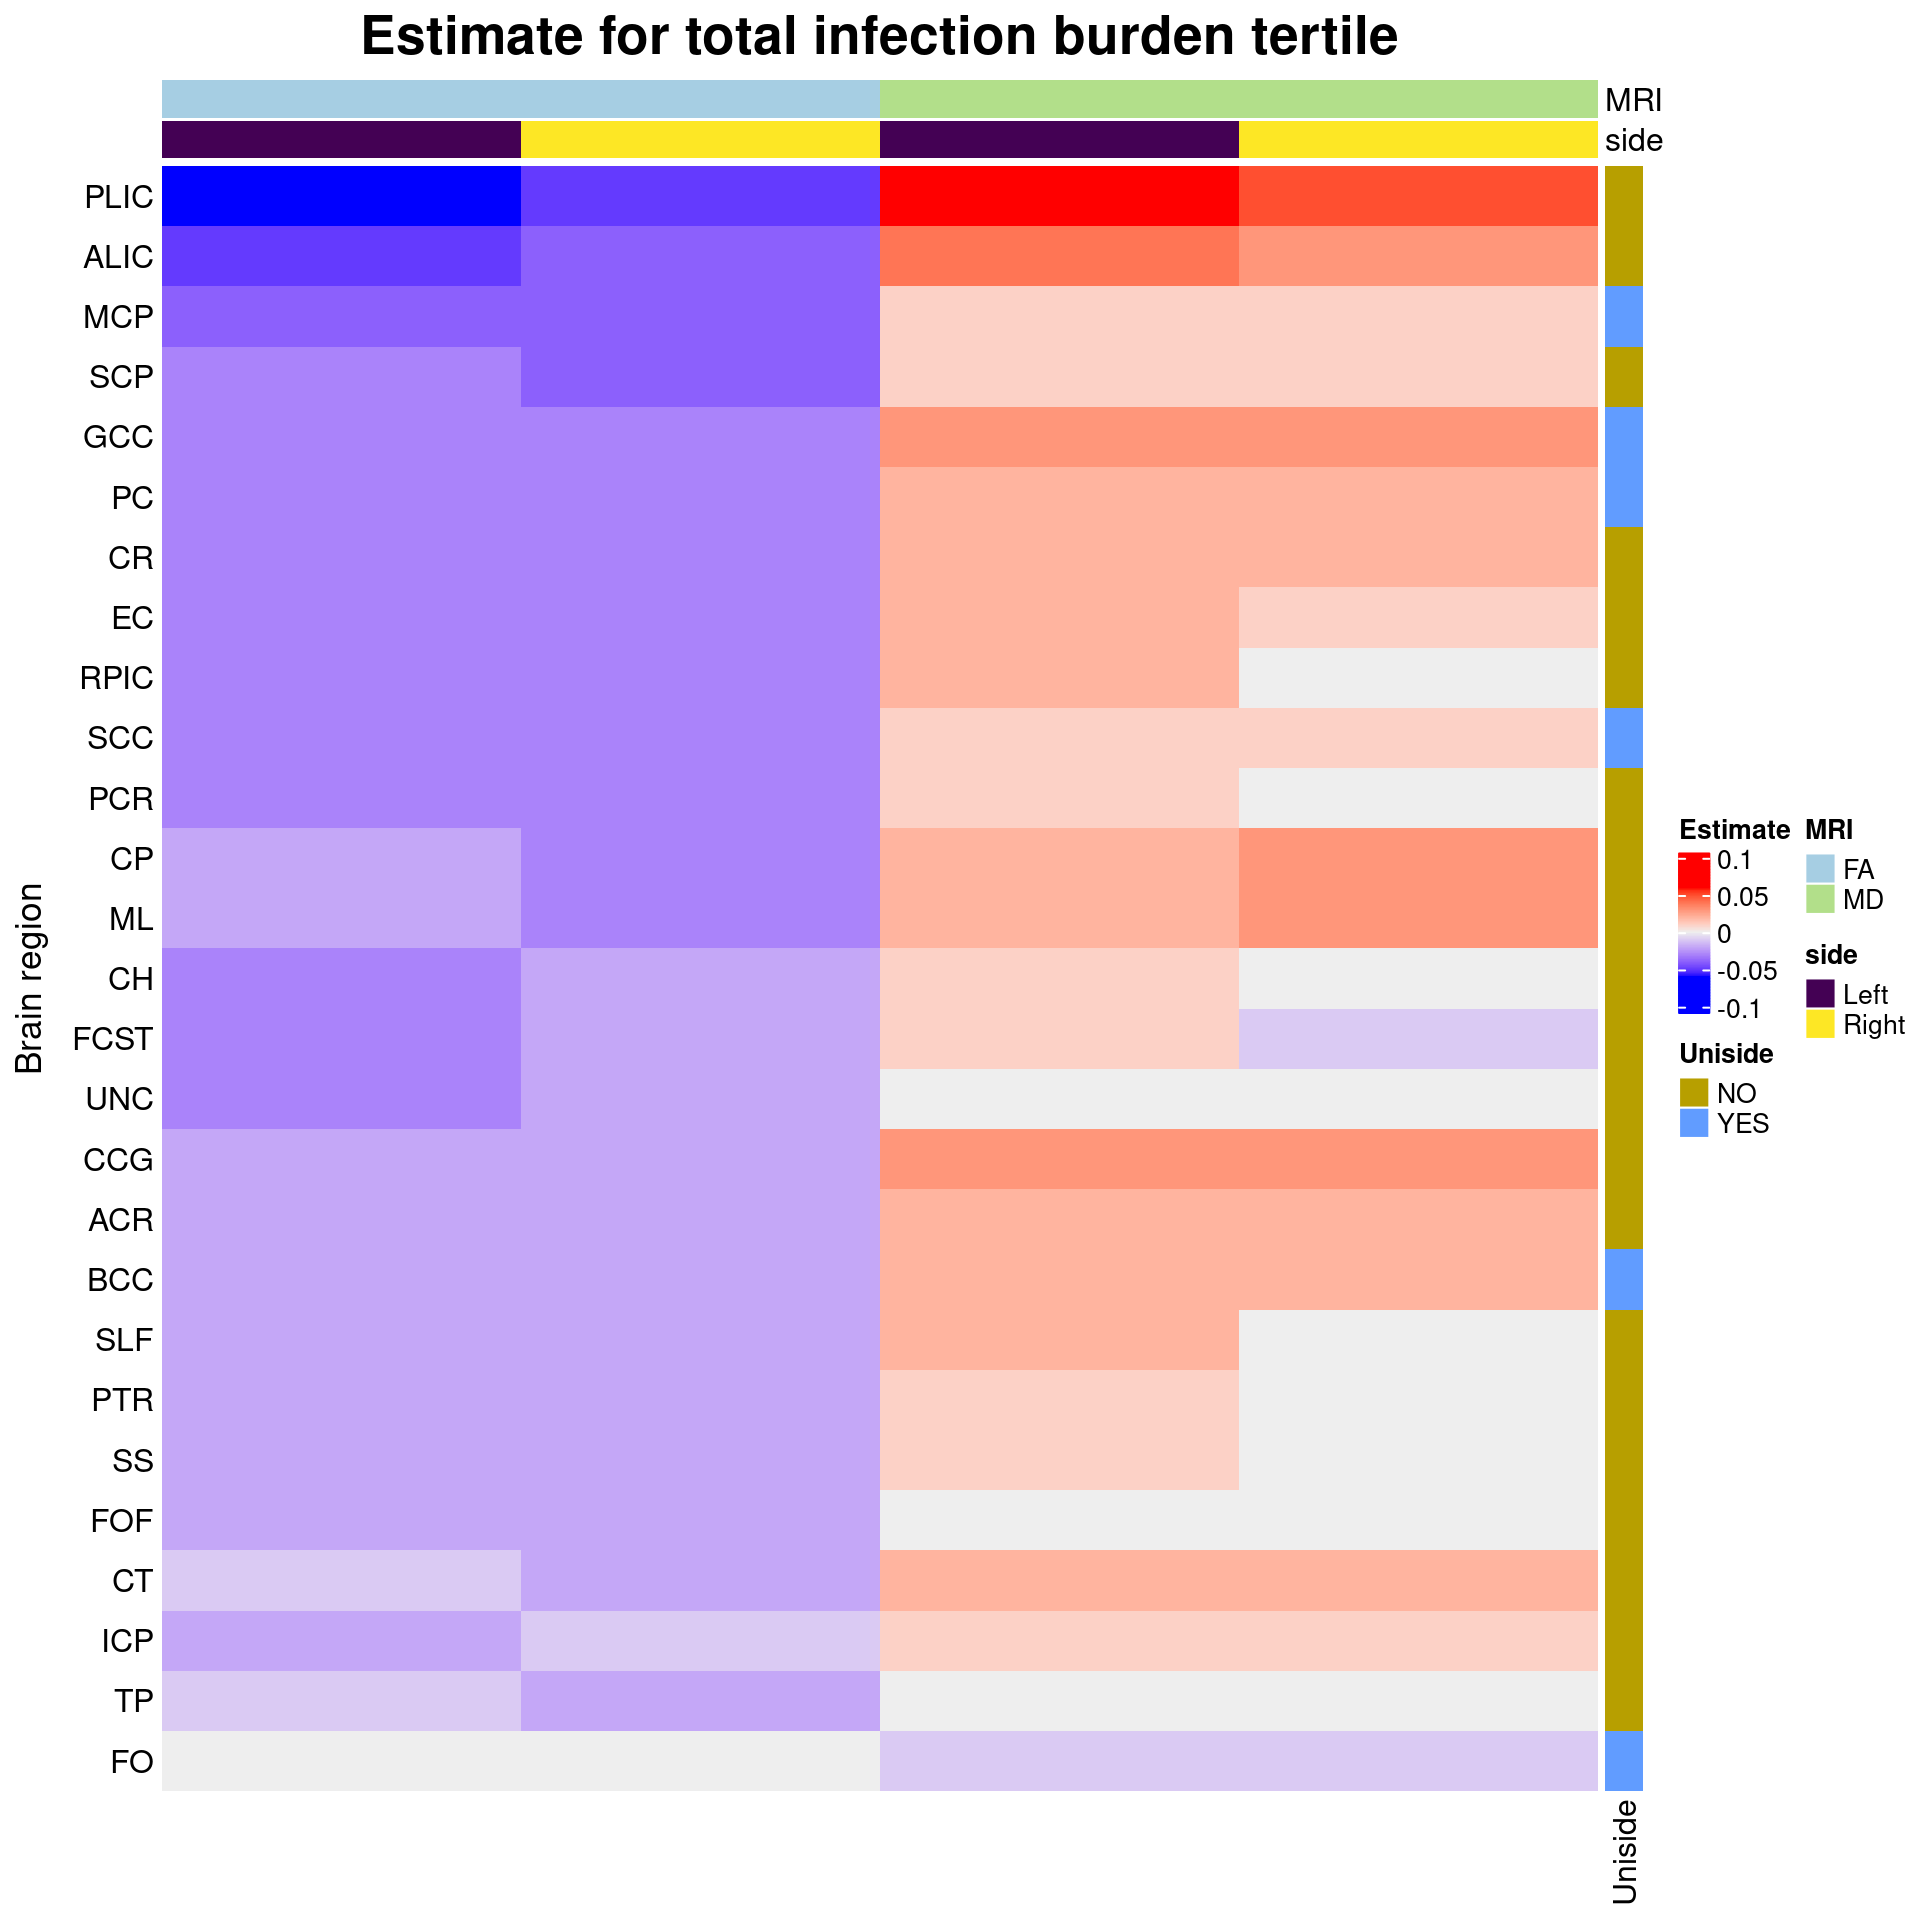 Estimate for total infection burden tertile
MRI
side
PLIC
ALIC
MCP
SCP
GCC
PC
CR
EC
RPIC
SCC
PCR
CP
ML
CH
FCST
UNC
CCG
ACR
BCC
SLF
PTR
SS
FOF
CT
ICP
TP
FO
Brain region
Uniside
Estimate
0.1
0.05
0
-0.05
-0.1
Uniside
NO
YES
MRI
FA
MD
side
Left
Right